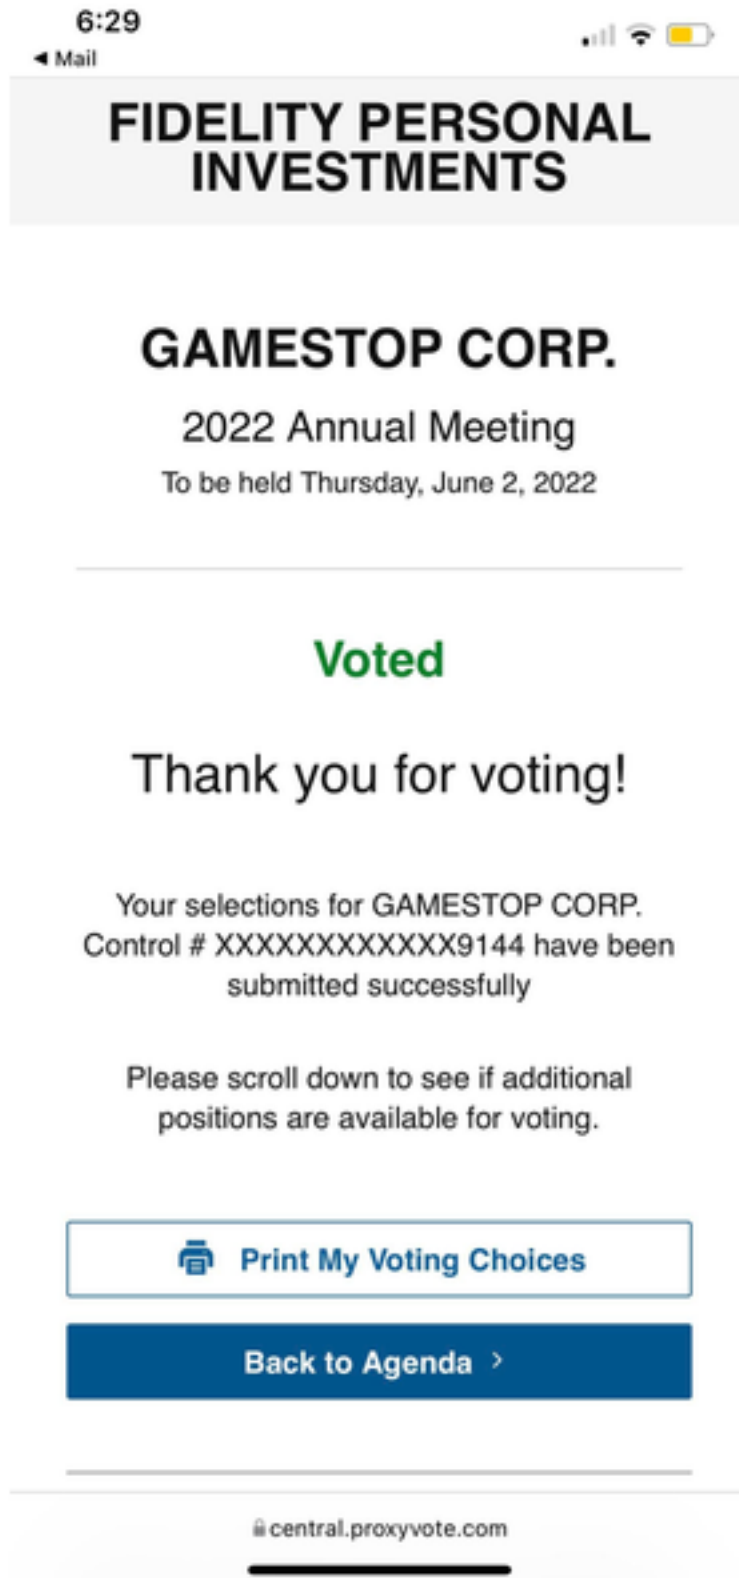 6:29
◀ Mail
FIDELITY PERSONAL
INVESTMENTS
GAMESTOP CORP.
2022 Annual Meeting
To be held Thursday, June 2, 2022
Voted
Thank you for voting!
Your selections for GAMESTOP CORP.
Control # XXXXXXXXXXXX9144 have been
submitted successfully
Please scroll down to see if additional
positions are available for voting.
Print My Voting Choices
Back to Agenda >
central.proxyvote.com